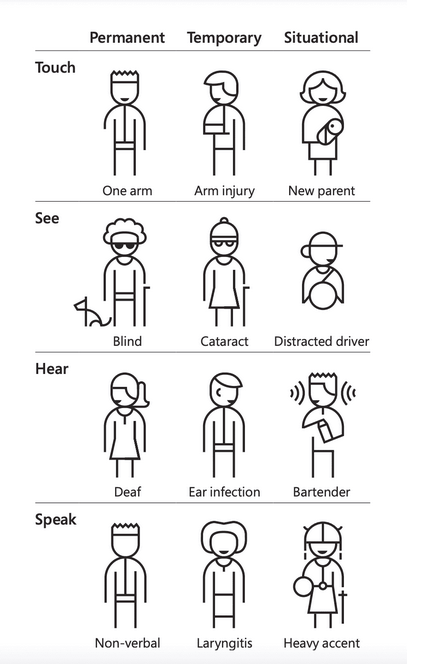 Permanent Temporary Situational
Touch
One arm Arm injury New parent
See
Blind Cataract Distracted driver
Hear
Deaf Ear infection Bartender
Speak
Non-verbal Laryngitis Heavy accent